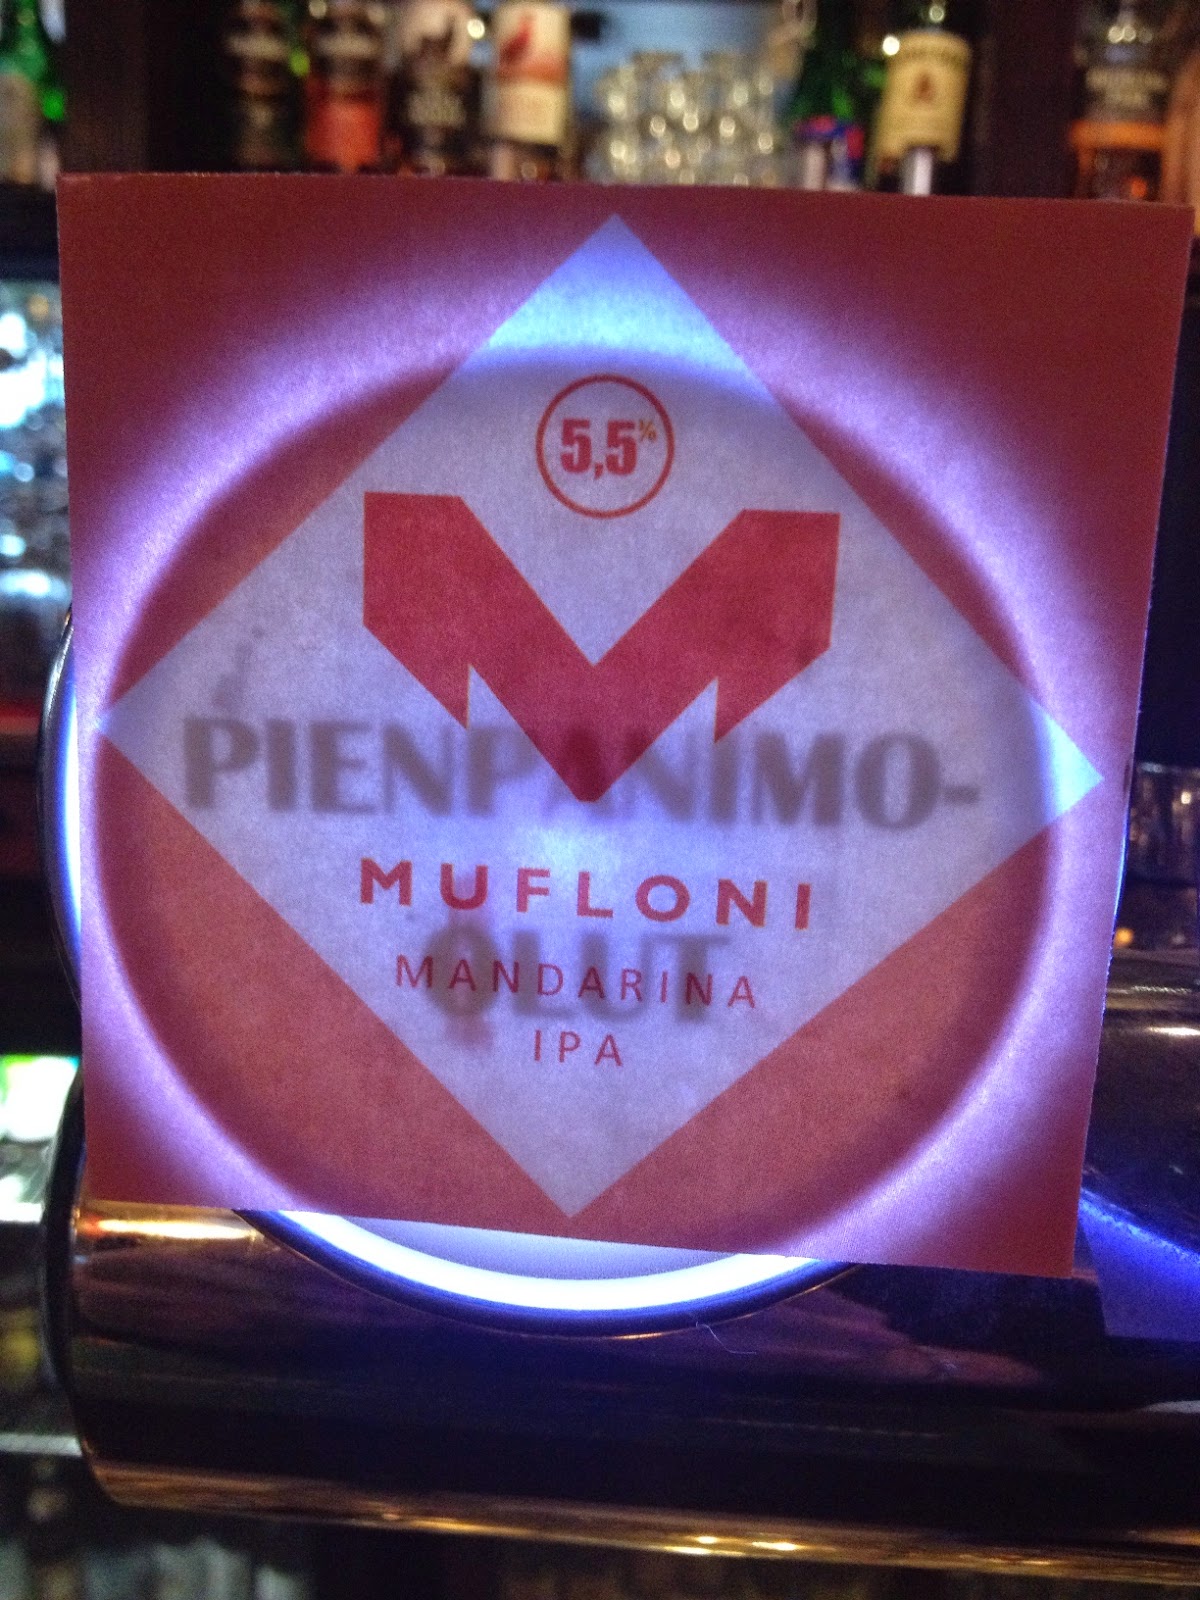 5,5%
M
PIENPANIMO-
MUFLONI
OLUT
MANDARINA
IPA